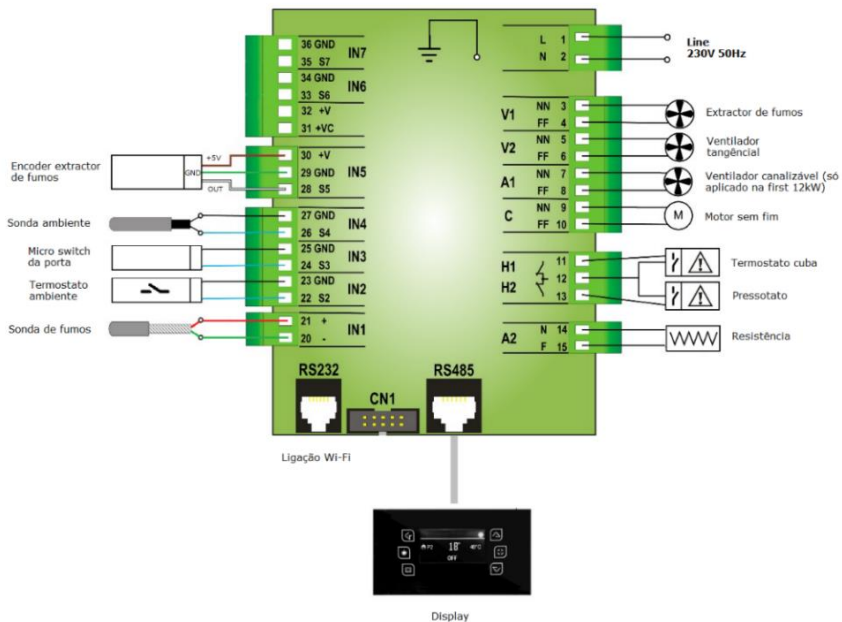 36 GND
35 S7
IN7
34 GND
33 S6
IN6
32 +V
31 +VC
Encoder extractor
de fumos
+5V
GND
OUT
30 +V
29 GND
28 S5
IN5
Sonda ambiente
27 GND
26 S4
IN4
Micro switch
da porta
25 GND
24 S3
IN3
Termostato
ambiente
23 GND
22 S2
IN2
Sonda de fumos
21 +
20 -
IN1
L 1
N 2
Line
230V 50Hz
V1
NN 3
FF 4
Extractor de fumos
V2
NN 5
FF 6
Ventilador
tangêncial
A1
NN 7
FF 8
Ventilador canalizável (só
aplicado na first 12kW)
C
NN 9
FF 10
M
Motor sem fim
H1
H2
11
12
13
Termostato cuba
Pressotato
A2
N 14
F 15
Resistência
RS232
CN1
RS485
Ligação Wi-Fi
P2
18°
OFF
Display